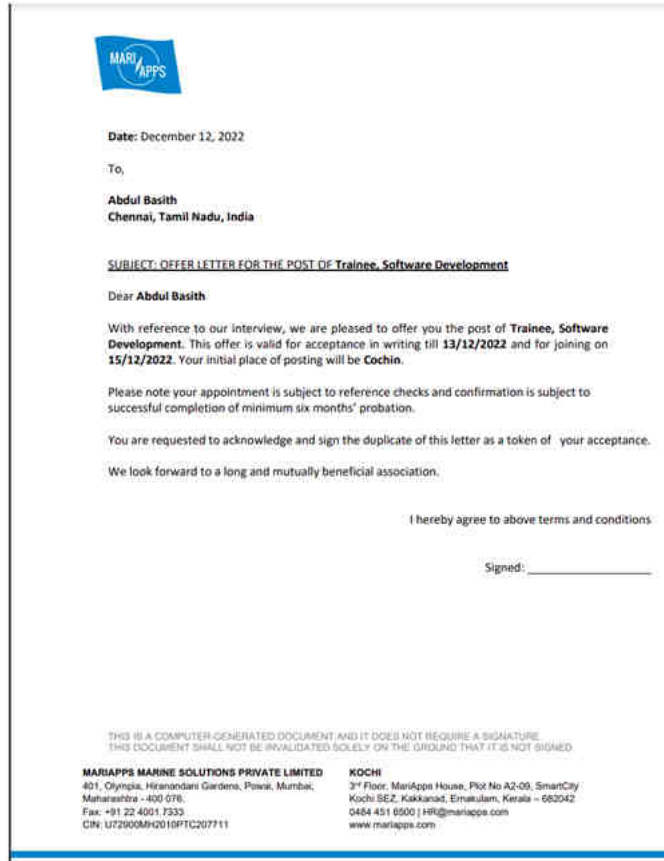 MARI APPS
Date: December 12, 2022
To,
Abdul Basith
Chennai, Tamil Nadu, India
SUBJECT: OFFER LETTER FOR THE POST OF Trainee, Software Development
Dear Abdul Basith
With reference to our interview, we are pleased to offer you the post of Trainee, Software
Development. This offer is valid for acceptance in writing till 13/12/2022 and for joining on
15/12/2022. Your initial place of posting will be Cochin.
Please note your appointment is subject to reference checks and confirmation is subject to
successful completion of minimum six months' probation.
You are requested to acknowledge and sign the duplicate of this letter as a token of your acceptance.
We look forward to a long and mutually beneficial association.
I hereby agree to above terms and conditions
Signed: ____________________
THIS IS A COMPUTER-GENERATED DOCUMENT AND IT DOES NOT REQUIRE A SIGNATURE
THIS DOCUMENT SHALL NOT BE INVALIDATED SOLELY ON THE GROUND THAT IT IS NOT SIGNED
MARIAPPS MARINE SOLUTIONS PRIVATE LIMITED
401, Olympia, Hiranandani Gardens, Powai, Mumbai,
Maharashtra - 400 076.
Fax: +91 22 4001 7333
CIN: U72900MH2010PTC207711
KOCHI
3rd Floor, MariApps House, Plot No A2-09, SmartCity
Kochi SEZ, Kakkanad, Ernakulam, Kerala – 682042
0484 451 6500 | HR@mariapps.com
www.mariapps.com